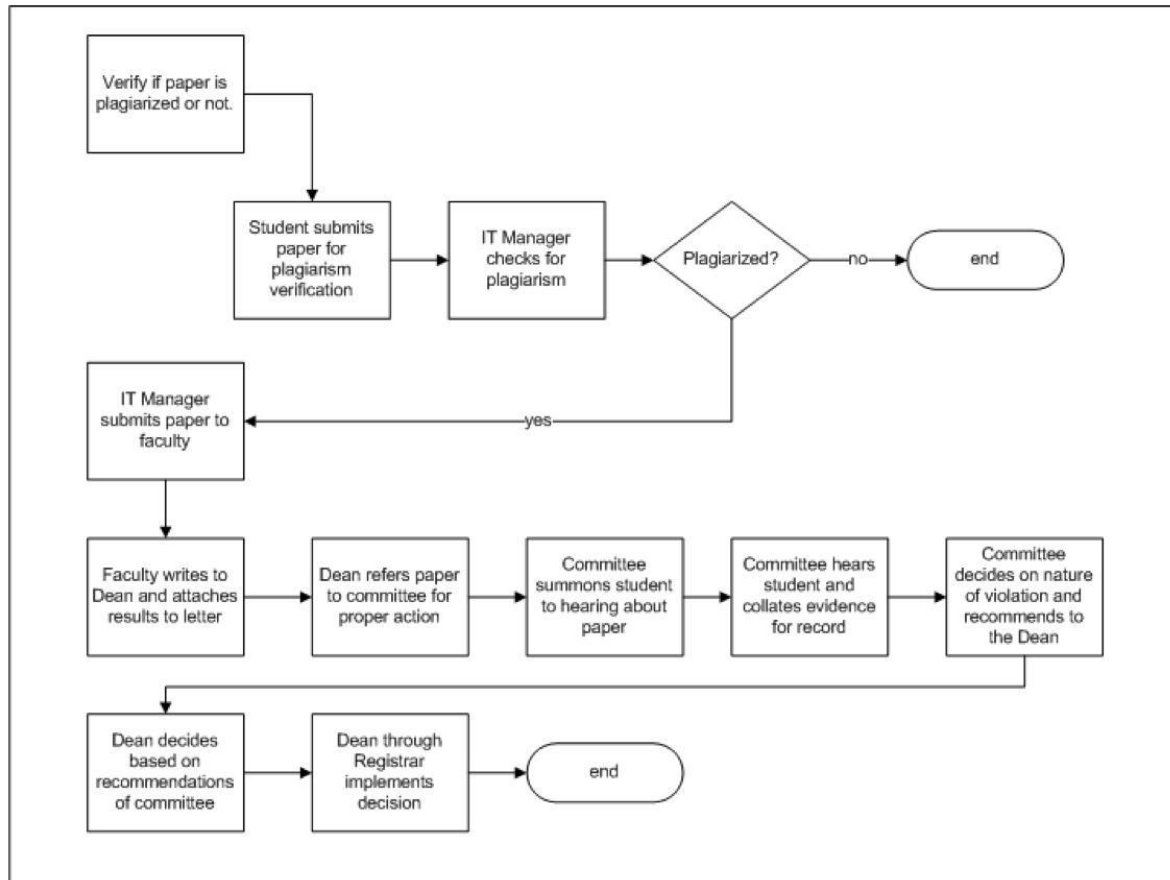 Verify if paper is
plagiarized or not.
Student submits
paper for
plagiarism
verification
IT Manager
checks for
plagiarism
Plagiarized?
no
end
IT Manager
submits paper to
faculty
yes
Faculty writes to
Dean and attaches
results to letter
Dean refers paper
to committee for
proper action
Committee
summons student
to hearing about
paper
Committee hears
student and
collates evidence
for record
Committee
decides on nature
of violation and
recommends to
the Dean
Dean decides
based on
recommendations
of committee
Dean through
Registrar
implements
decision
end